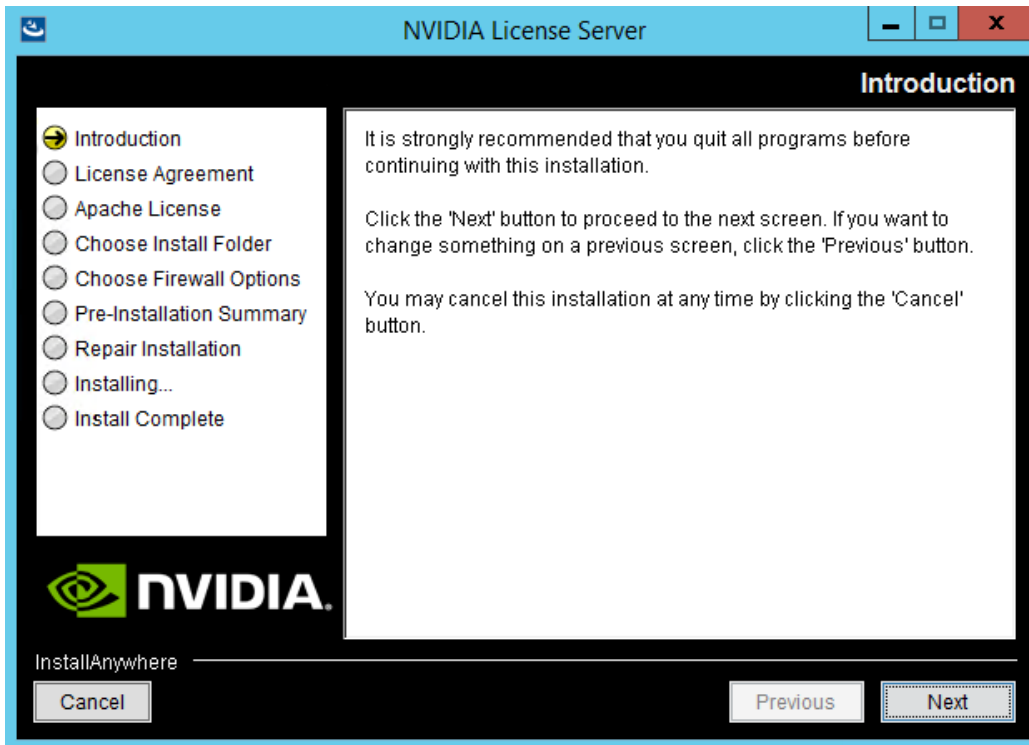 NVIDIA License Server
X
Introduction
Introduction
License Agreement
Apache License
Choose Install Folder
Choose Firewall Options
Pre-Installation Summary
Repair Installation
Installing...
Install Complete
It is strongly recommended that you quit all programs before
continuing with this installation.
Click the 'Next' button to proceed to the next screen. If you want to
change something on a previous screen, click the 'Previous' button.
You may cancel this installation at any time by clicking the 'Cancel'
button.
NVIDIA.
InstallAnywhere
Cancel
Previous
Next